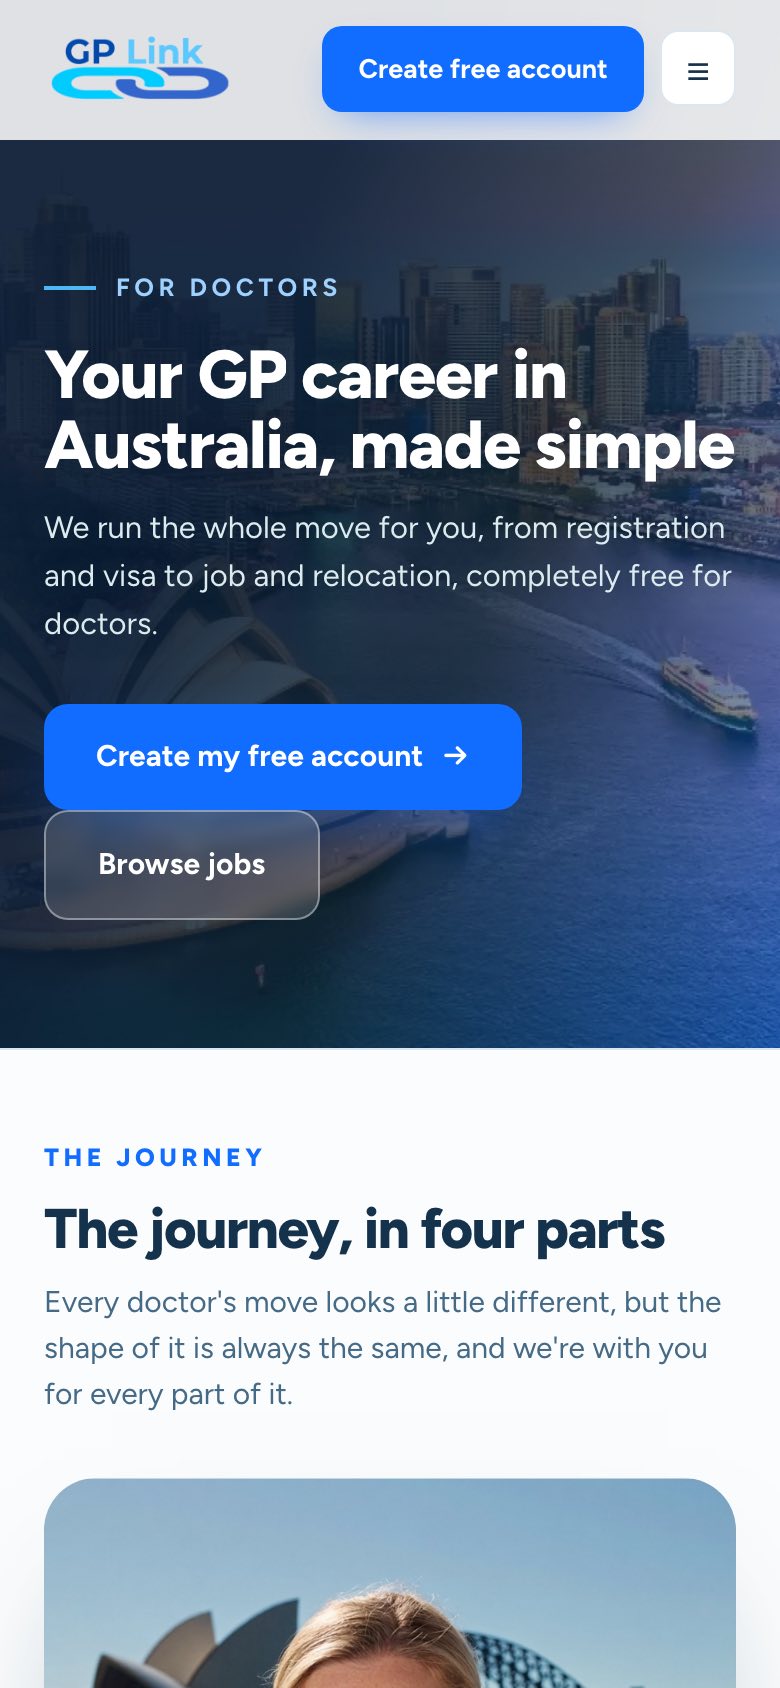 GP Link
Create free account
FOR DOCTORS
Your GP career in
Australia, made simple
We run the whole move for you, from registration
and visa to job and relocation, completely free for
doctors.
Create my free account →
Browse jobs
THE JOURNEY
The journey, in four parts
Every doctor's move looks a little different, but the
shape of it is always the same, and we're with you
for every part of it.